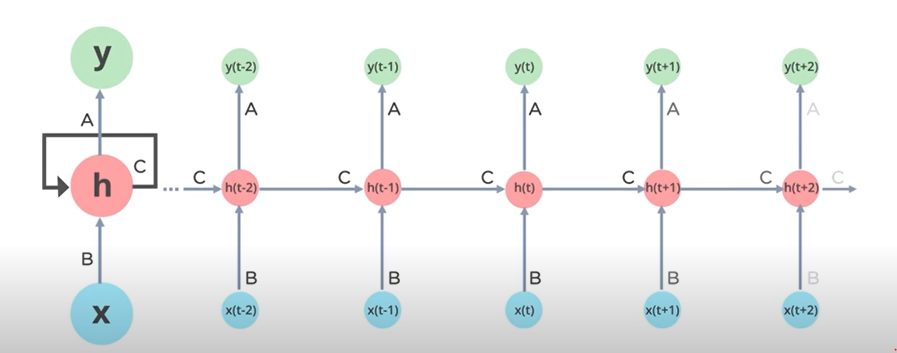 y y(t-2) y(t-1) y(t) y(t+1) y(t+2)
A A A A A A
h C C h(t-2) C h(t-1) C h(t) C h(t+1) C h(t+2) C
B B B B B B
x x(t-2) x(t-1) x(t) x(t+1) x(t+2)